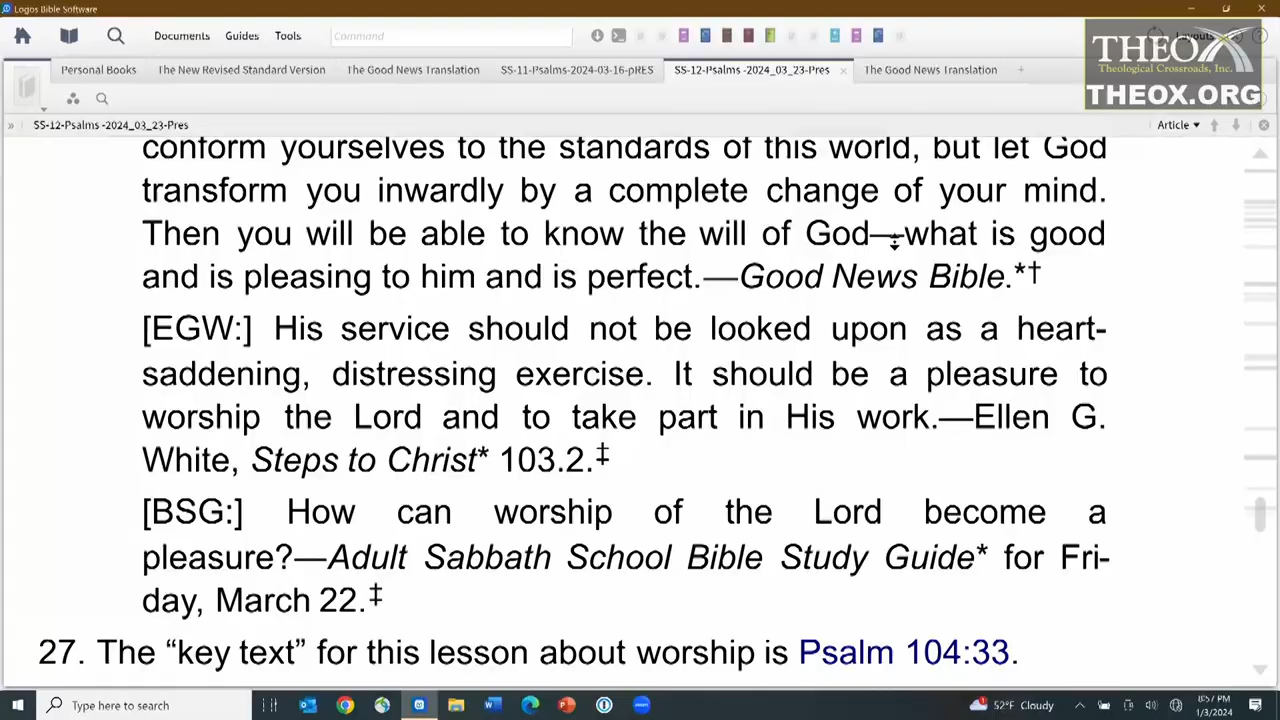 Logos Bible Software
Documents Guides Tools Command
THEOX
Theological Crossroads, Inc.
THEOX.ORG
Personal Books The New Revised Standard Version The Good New SS-11-Psalms-2024-03-16-pRES SS-12-Psalms -2024_03_23-Pres The Good News Translation
SS-12-Psalms -2024_03_23-Pres Article
conform yourselves to the standards of this world, but let God
transform you inwardly by a complete change of your mind.
Then you will be able to know the will of God—what is good
and is pleasing to him and is perfect.—Good News Bible.*†
[EGW:] His service should not be looked upon as a heart-
saddening, distressing exercise. It should be a pleasure to
worship the Lord and to take part in His work.—Ellen G.
White, Steps to Christ* 103.2.‡
[BSG:] How can worship of the Lord become a
pleasure?—Adult Sabbath School Bible Study Guide* for Fri-
day, March 22.‡
27. The “key text” for this lesson about worship is Psalm 104:33.
Type here to search
52°F Cloudy
8:57 PM
1/3/2024